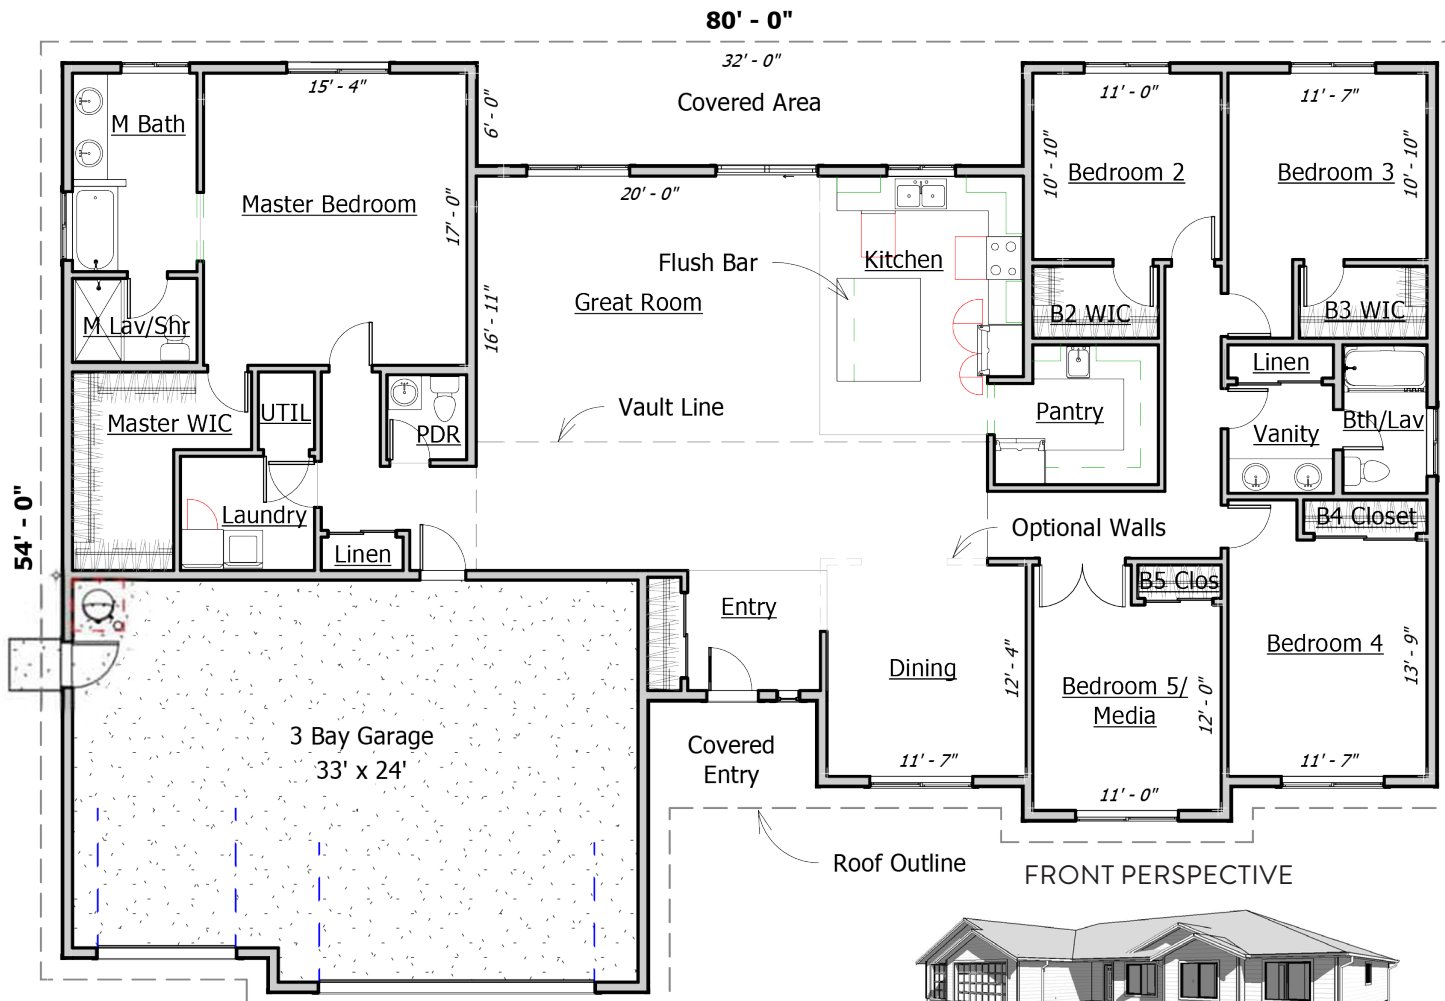 80' - 0"
32' - 0"
Covered Area
15' - 4"
6' - 0"
11' - 0"
11' - 7"
M Bath
Master Bedroom
17' - 0"
20' - 0"
10' - 10"
Bedroom 2
Bedroom 3
10' - 10"
Flush Bar
Kitchen
Great Room
16' - 11"
M Lav/Shr
B2 WIC
B3 WIC
Linen
Master WIC
UTIL
PDR
Vault Line
Pantry
Vanity
Bth/Lav
54' - 0"
Laundry
Linen
Optional Walls
B4 Closet
B5 Clos
Entry
Dining
12' - 4"
Bedroom 5/
Media
12' - 0"
Bedroom 4
13' - 9"
3 Bay Garage
33' x 24'
Covered
Entry
11' - 7"
11' - 0"
11' - 7"
Roof Outline
FRONT PERSPECTIVE